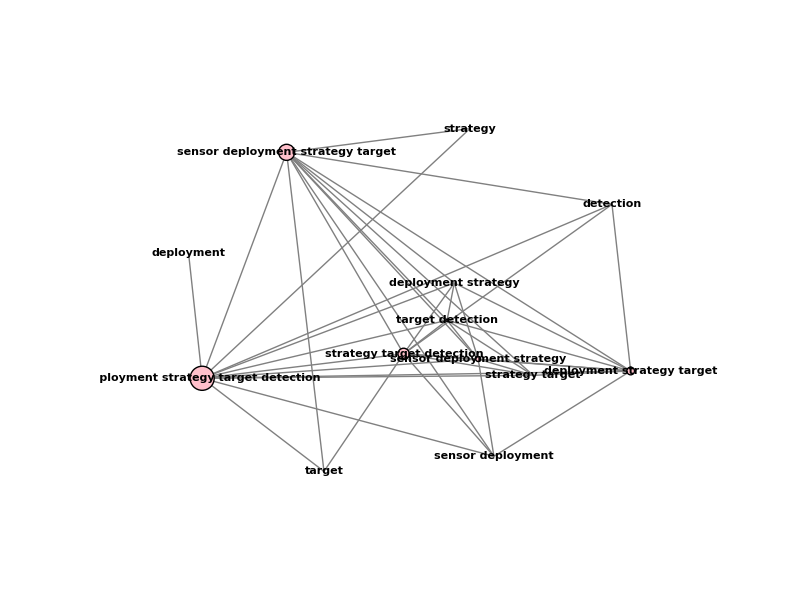 strategy
sensor deployment strategy target
detection
deployment
deployment strategy
target detection
strategy target detection
sensor deployment strategy
deployment strategy target
strategy target
ployment strategy target detection
sensor deployment
target